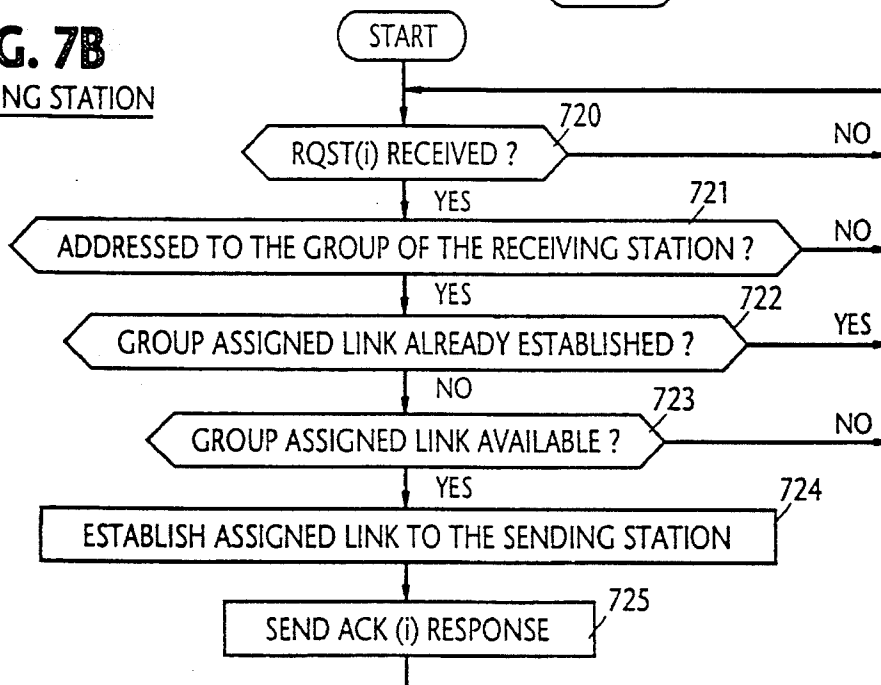 G. 7B
NG STATION
START
720
RQST(i) RECEIVED ?
NO
YES
721
ADDRESSED TO THE GROUP OF THE RECEIVING STATION ?
NO
YES
722
GROUP ASSIGNED LINK ALREADY ESTABLISHED ?
YES
NO
723
GROUP ASSIGNED LINK AVAILABLE ?
NO
YES
724
ESTABLISH ASSIGNED LINK TO THE SENDING STATION
725
SEND ACK (i) RESPONSE